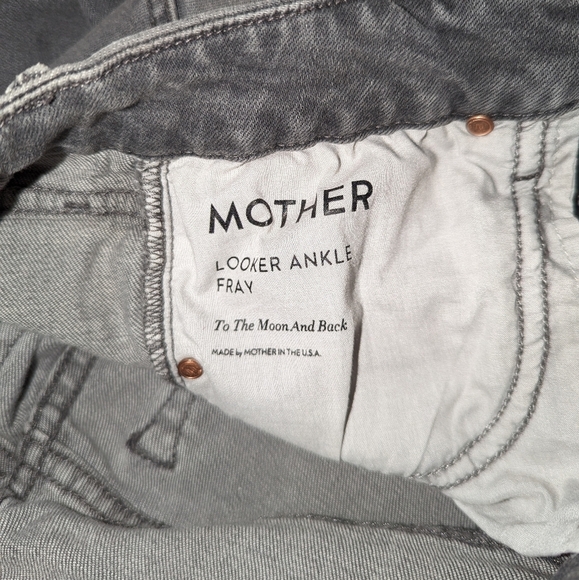 MOTHER
LOOKER ANKLE
FRAY
To The Moon And Back
MADE by MOTHER IN THE U.S.A.